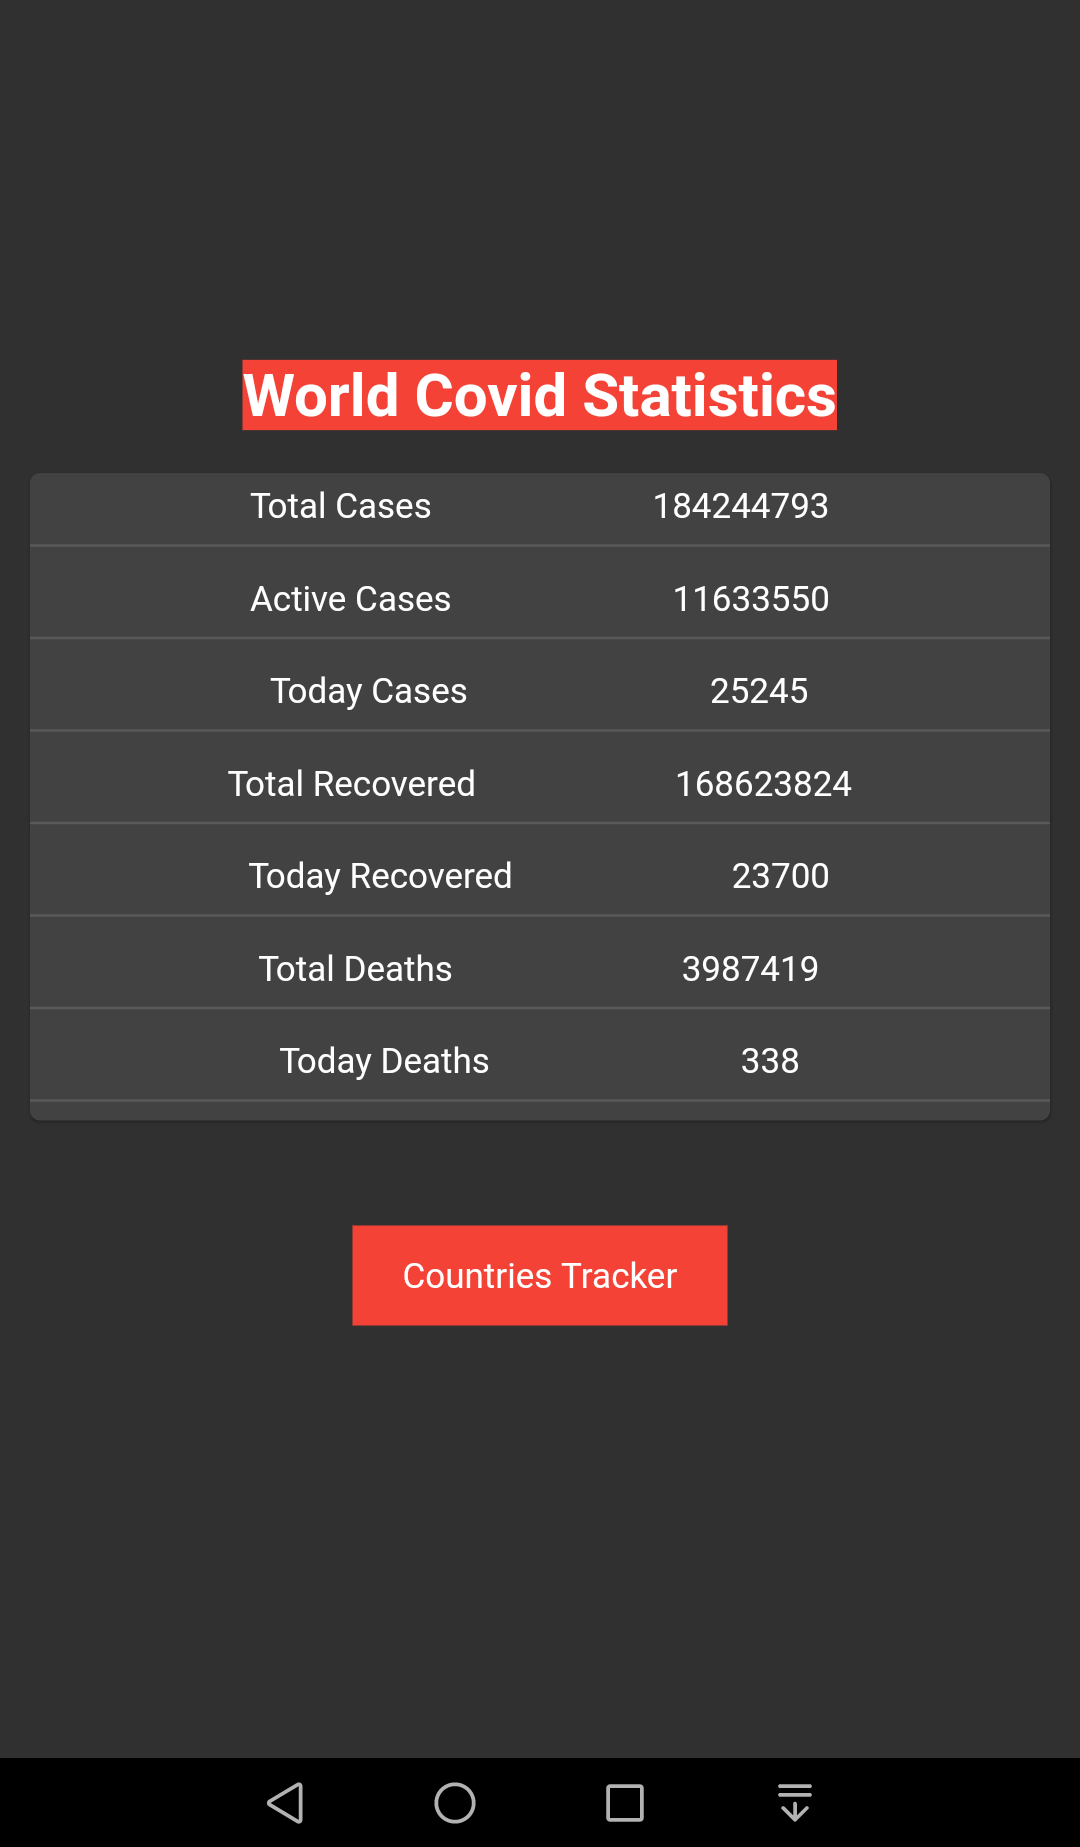 World Covid Statistics
Total Cases 184244793
Active Cases 11633550
Today Cases 25245
Total Recovered 168623824
Today Recovered 23700
Total Deaths 3987419
Today Deaths 338
Countries Tracker